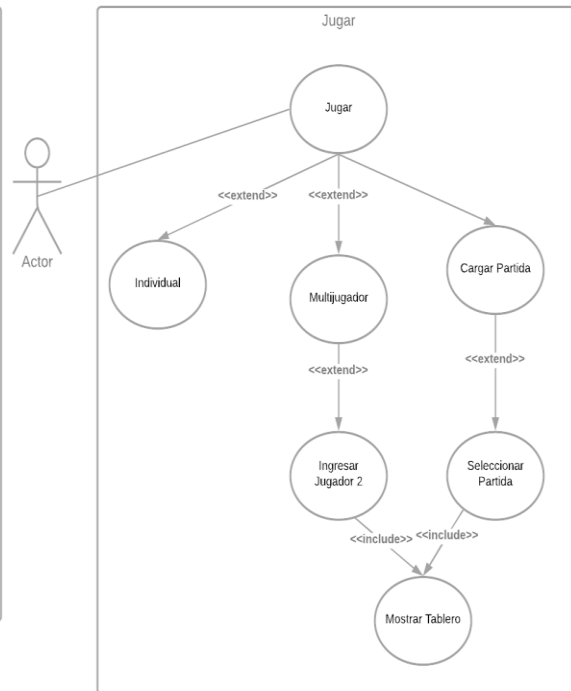 Jugar
Jugar
<<extend>>
<<extend>>
Actor
Individual
Multijugador
Cargar Partida
<<extend>>
<<extend>>
Ingresar
Jugador 2
Seleccionar
Partida
<<include>>
<<include>>
Mostrar Tablero